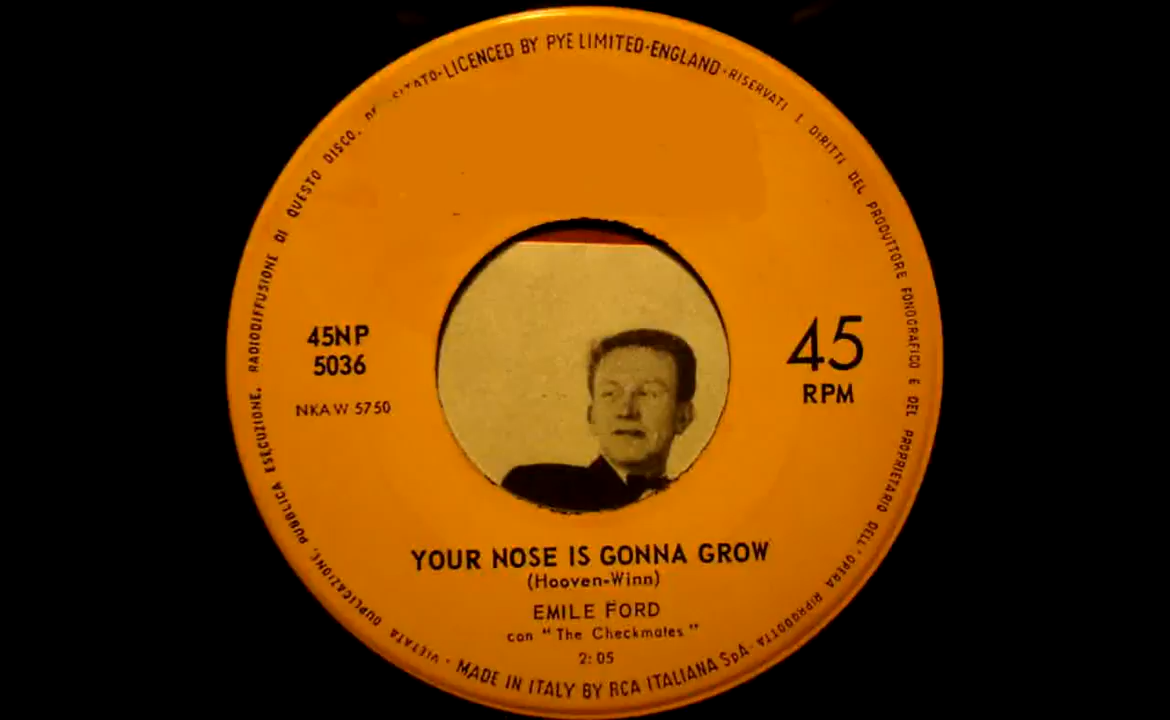 LICENCED BY PYE LIMITED-ENGLAND - RISERVATI I DIRITTI DEL PRODUTTORE FONOGRAFICO E DEL PROPRIETARIO DELL'OPERA RIPRODOTTA -
VIETATA DUPLICAZIONE, PUBBLICA ESECUZIONE, RADIODIFFUSIONE DI QUESTO DISCO.
45NP
5036
NKAW 5750
45
RPM
YOUR NOSE IS GONNA GROW
(Hooven-Winn)
EMILE FORD
con "The Checkmates"
2:05
MADE IN ITALY BY RCA ITALIANA SpA